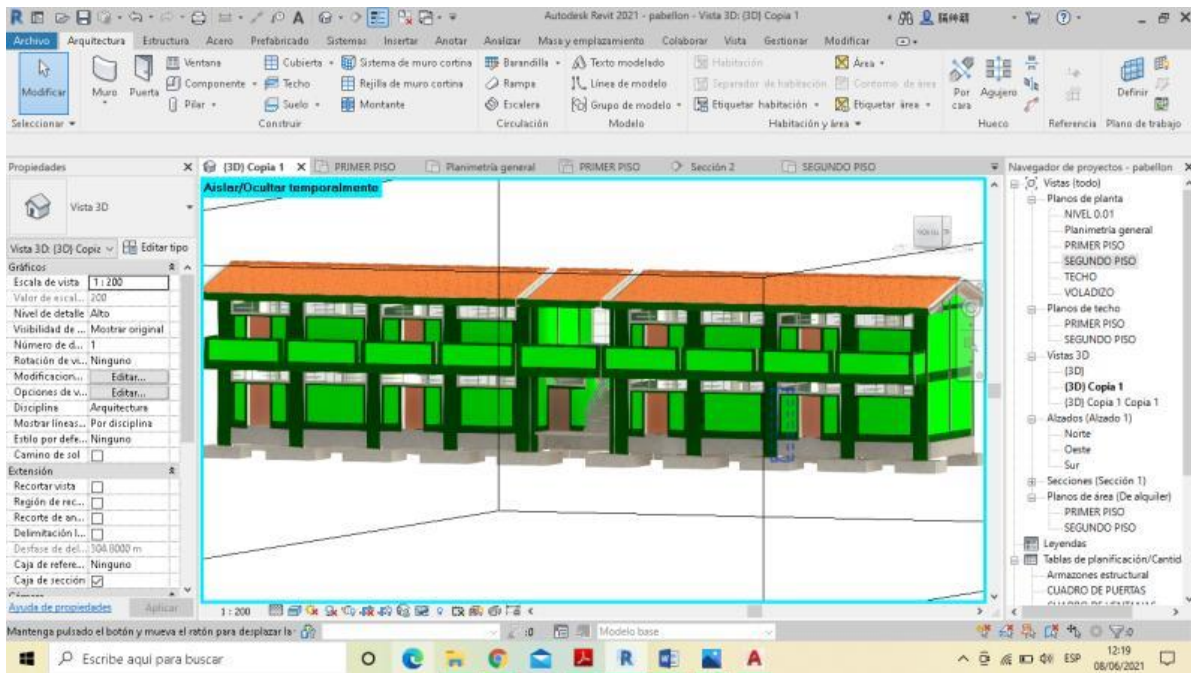 Autodesk Revit 2021 - pabellon - Vista 3D: {3D} Copia 1
Archivo Arquitectura Estructura Acero Prefabricado Sistemas Insertar Anotar Analizar Masa y emplazamiento Colaborar Vista Gestionar Modificar
Modificar
Muro
Puerta
Ventana
Componente
Pilar
Cubierta
Techo
Suelo
Sistema de muro cortina
Rejilla de muro cortina
Montante
Barandilla
Rampa
Escalera
Texto modelado
Línea de modelo
Grupo de modelo
Habitación
Separador de habitación
Etiquetar habitación
Área
Contorno de área
Etiquetar área
Por cara
Agujero
Definir
Seleccionar
Construir
Circulación
Modelo
Habitación y área
Hueco
Referencia
Plano de trabajo
Propiedades
Vista 3D
Vista 3D: {3D} Copiz
Editar tipo
Gráficos
Escala de vista 1 : 200
Valor de escal... 200
Nivel de detalle Alto
Visibilidad de ... Mostrar original
Número de d... 1
Rotación de vi... Ninguno
Modificacion... Editar...
Opciones de v... Editar...
Disciplina Arquitectura
Mostrar líneas... Por disciplina
Estilo por defe... Ninguno
Camino de sol
Extensión
Recortar vista
Región de rec...
Recorte de an...
Delimitación l...
Desfase de del... 304.8000 m
Caja de refere... Ninguno
Caja de sección
Ayuda de propiedades
Aplicar
{3D} Copia 1
PRIMER PISO
Planimetría general
PRIMER PISO
Sección 2
SEGUNDO PISO
Aislar/Ocultar temporalmente
1 : 200
Navegador de proyectos - pabellon
Vistas (todo)
Planos de planta
NIVEL 0.01
Planimetría general
PRIMER PISO
SEGUNDO PISO
TECHO
VOLADIZO
Planos de techo
PRIMER PISO
SEGUNDO PISO
Vistas 3D
{3D}
{3D} Copia 1
{3D} Copia 1 Copia 1
Alzados (Alzado 1)
Norte
Oeste
Sur
Secciones (Sección 1)
Planos de área (De alquiler)
PRIMER PISO
SEGUNDO PISO
Leyendas
Tablas de planificación/Cantid
Armazones estructural
CUADRO DE PUERTAS
Mantenga pulsado el botón y mueva el ratón para desplazar la
:0
Modelo base
:0
Escribe aquí para buscar
ESP
12:19
08/06/2021